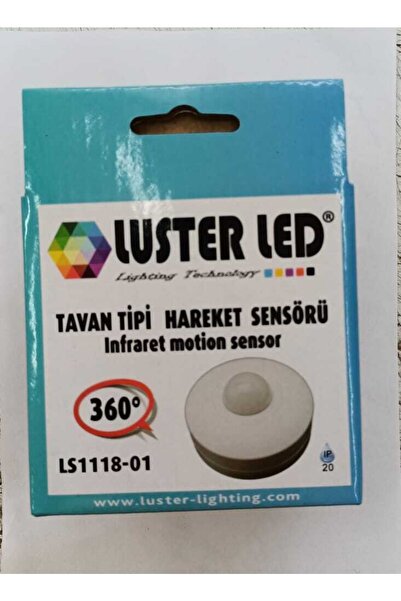 LUSTER LED®
Lighting Technology
TAVAN TİPİ HAREKET SENSÖRÜ
Infraret motion sensor
360°
LS1118-01
IP
20
www.luster-lighting.com